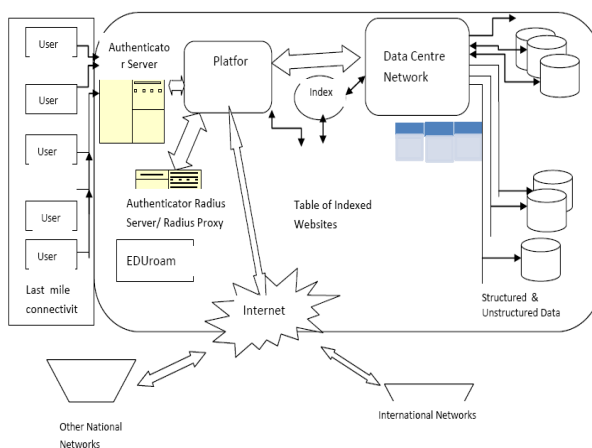 User
User
User
User
User
Last mile
connectivit
Authenticato
r Server
Platfor
Index
Data Centre
Network
Authenticator Radius
Server/ Radius Proxy
EDUroam
Table of Indexed
Websites
Structured &
Unstructured Data
Internet
Other National
Networks
International Networks